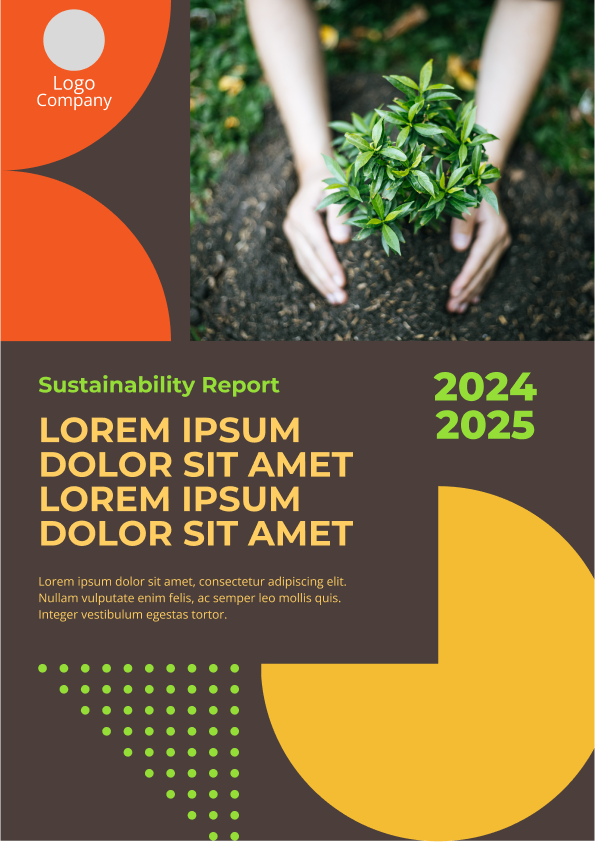 Logo
Company
Sustainability Report
2024
2025
LOREM IPSUM
DOLOR SIT AMET
LOREM IPSUM
DOLOR SIT AMET
Lorem ipsum dolor sit amet, consectetur adipiscing elit.
Nullam vulputate enim felis, ac semper leo mollis quis.
Integer vestibulum egestas tortor.